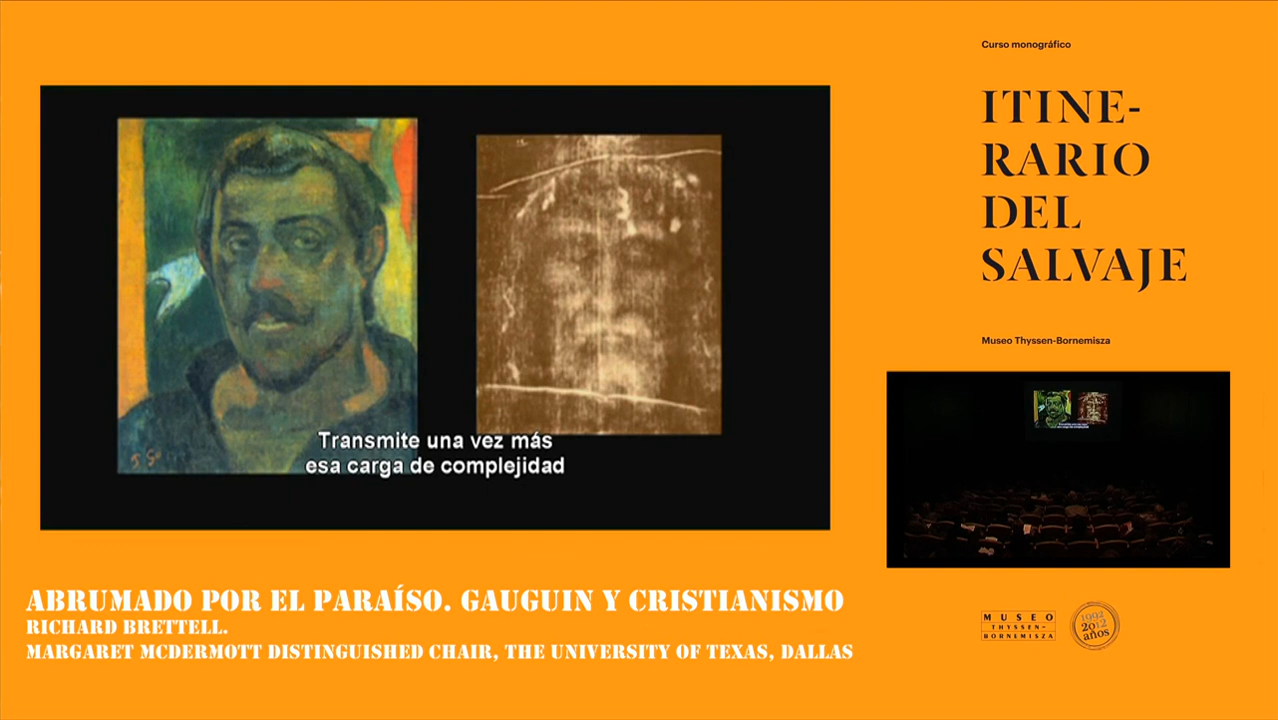 Curso monográfico
ITINE-
RARIO
DEL
SALVAJE
Museo Thyssen-Bornemisza
Transmite una vez más
esa carga de complejidad
ABRUMADO POR EL PARAÍSO. GAUGUIN Y CRISTIANISMO
RICHARD BRETTELL.
MARGARET MCDERMOTT DISTINGUISHED CHAIR, THE UNIVERSITY OF TEXAS, DALLAS
MUSEO
THYSSEN-
BORNEMISZA
1992
2012
años